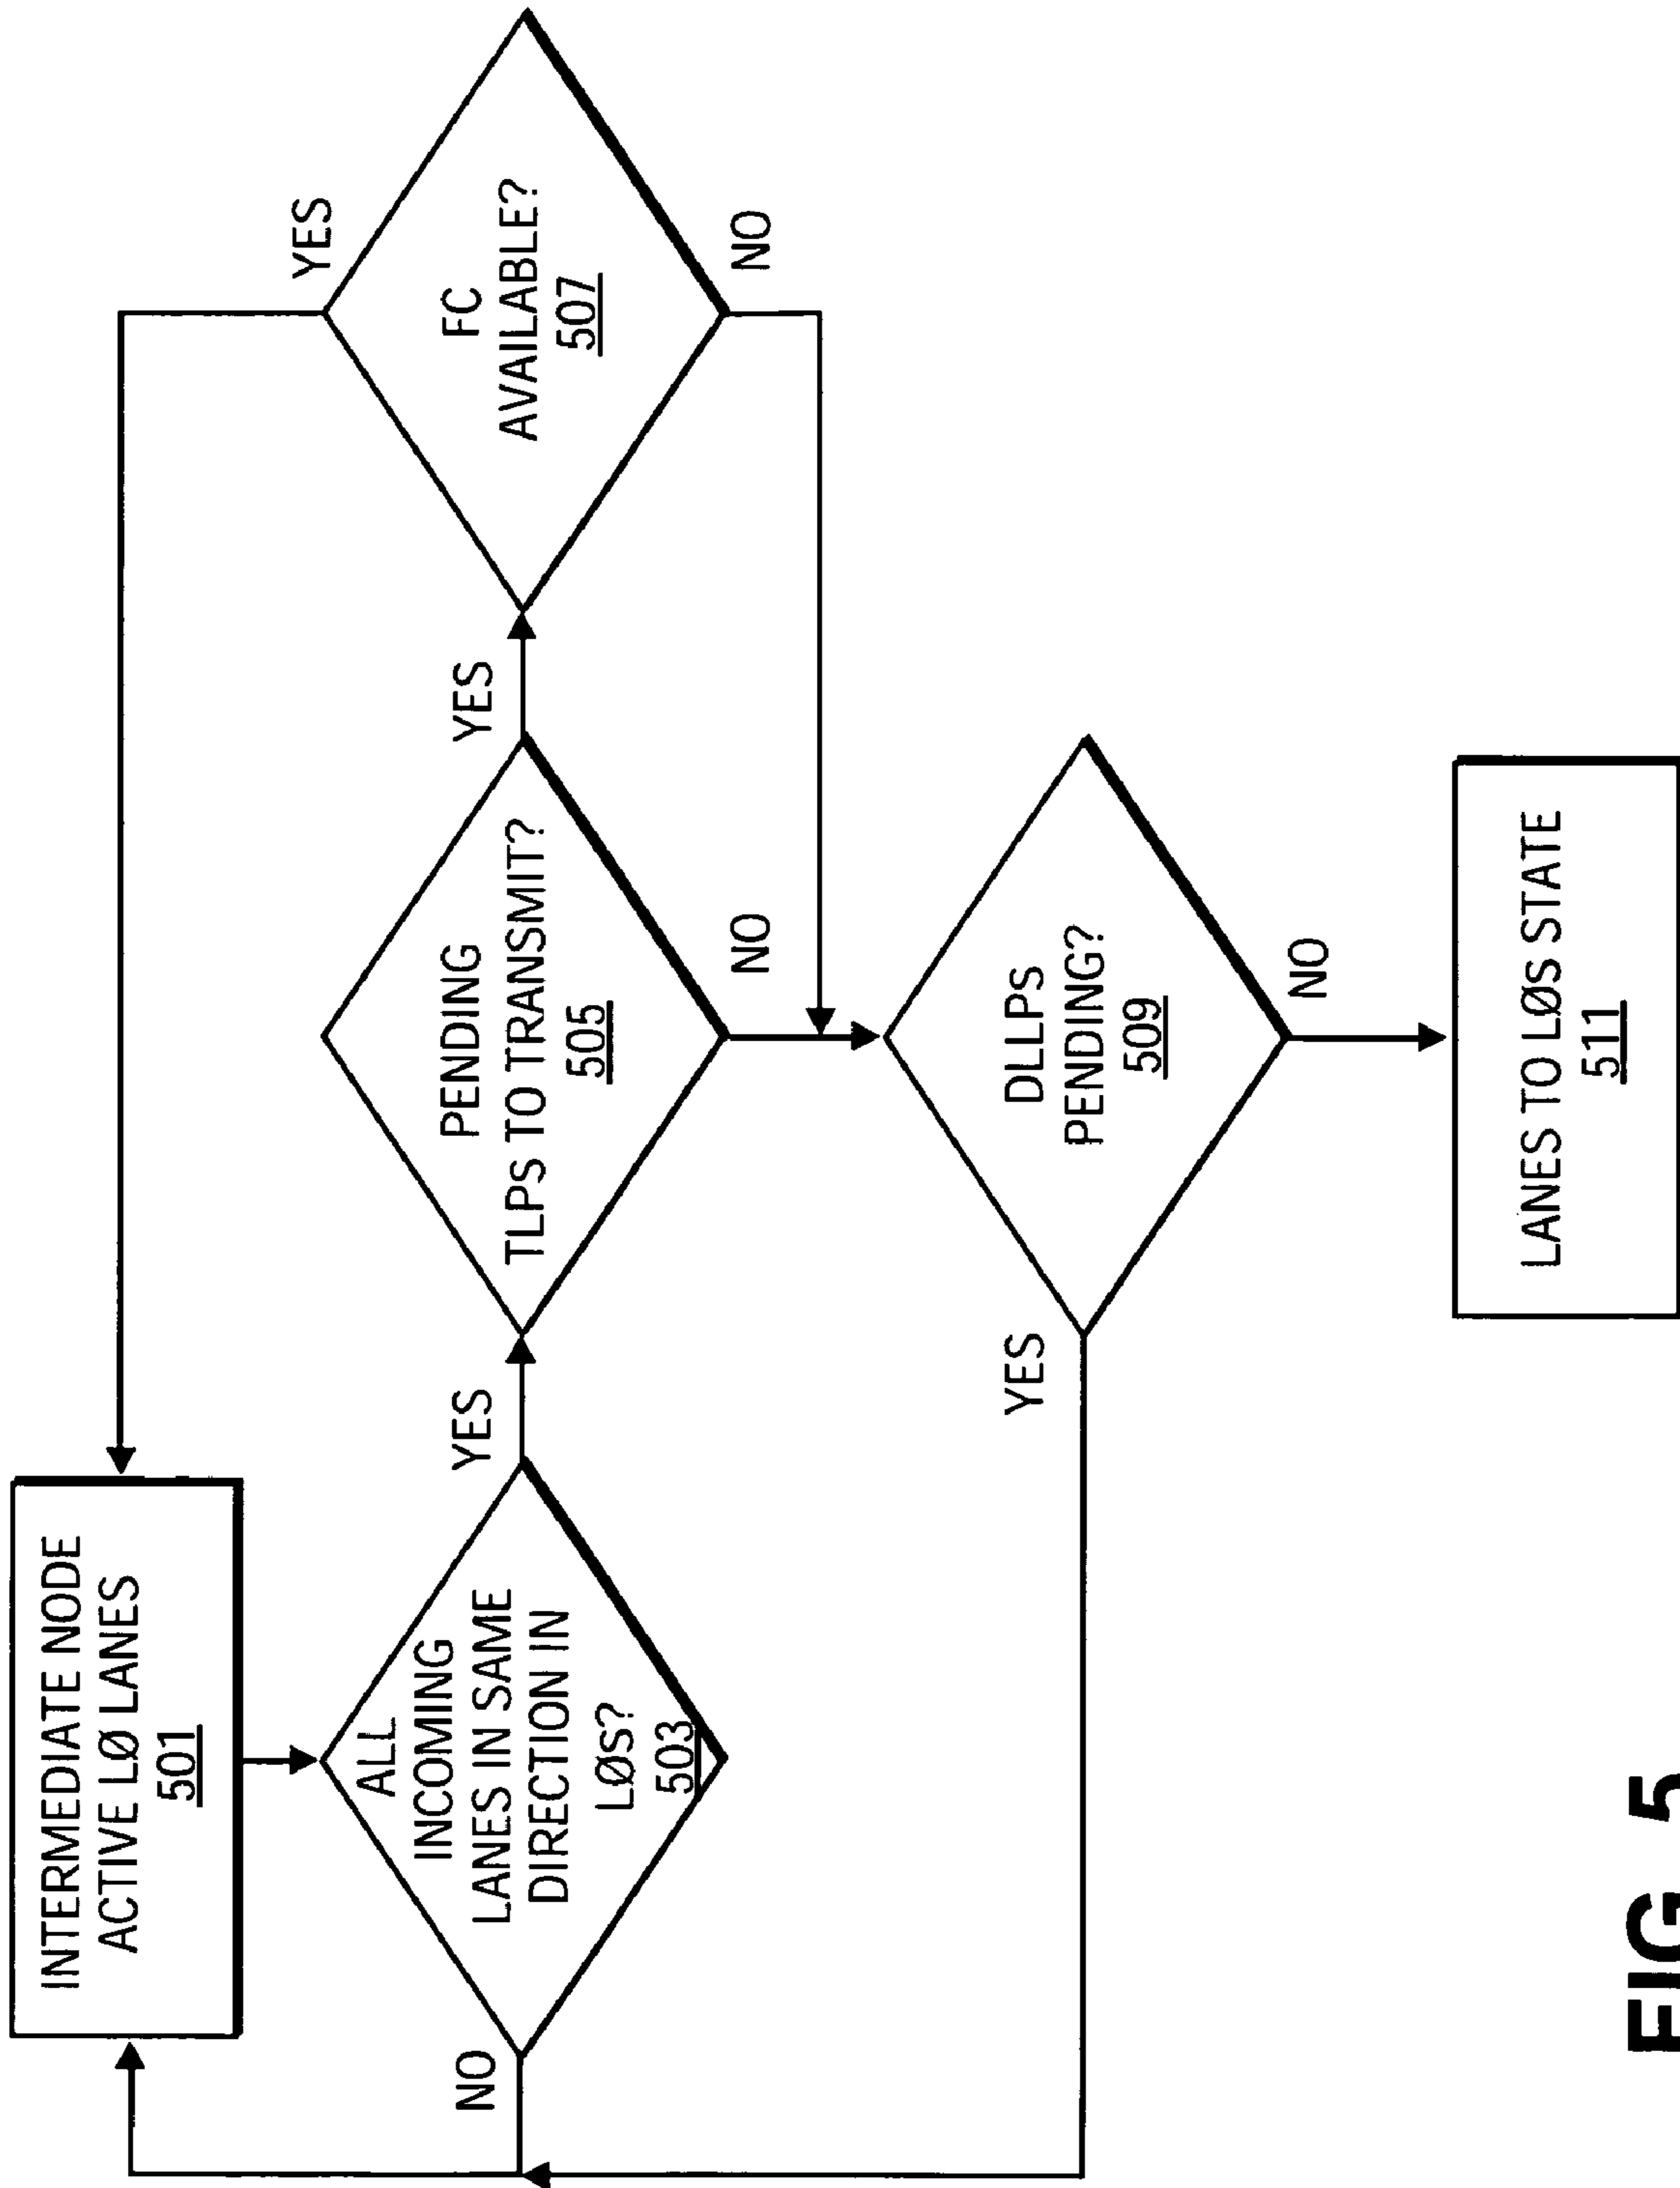 INTERMEDIATE NODE
ACTIVE LØ LANES
501
ALL
INCOMING
LANES IN SAME
DIRECTION IN
LØs?
503
NO
YES
PENDING
TLPS TO TRANSMIT?
505
YES
NO
FC
AVAILABLE?
507
YES
NO
DLLPS
PENDING?
509
YES
NO
LANES TO LØS STATE
511
FIG. 5